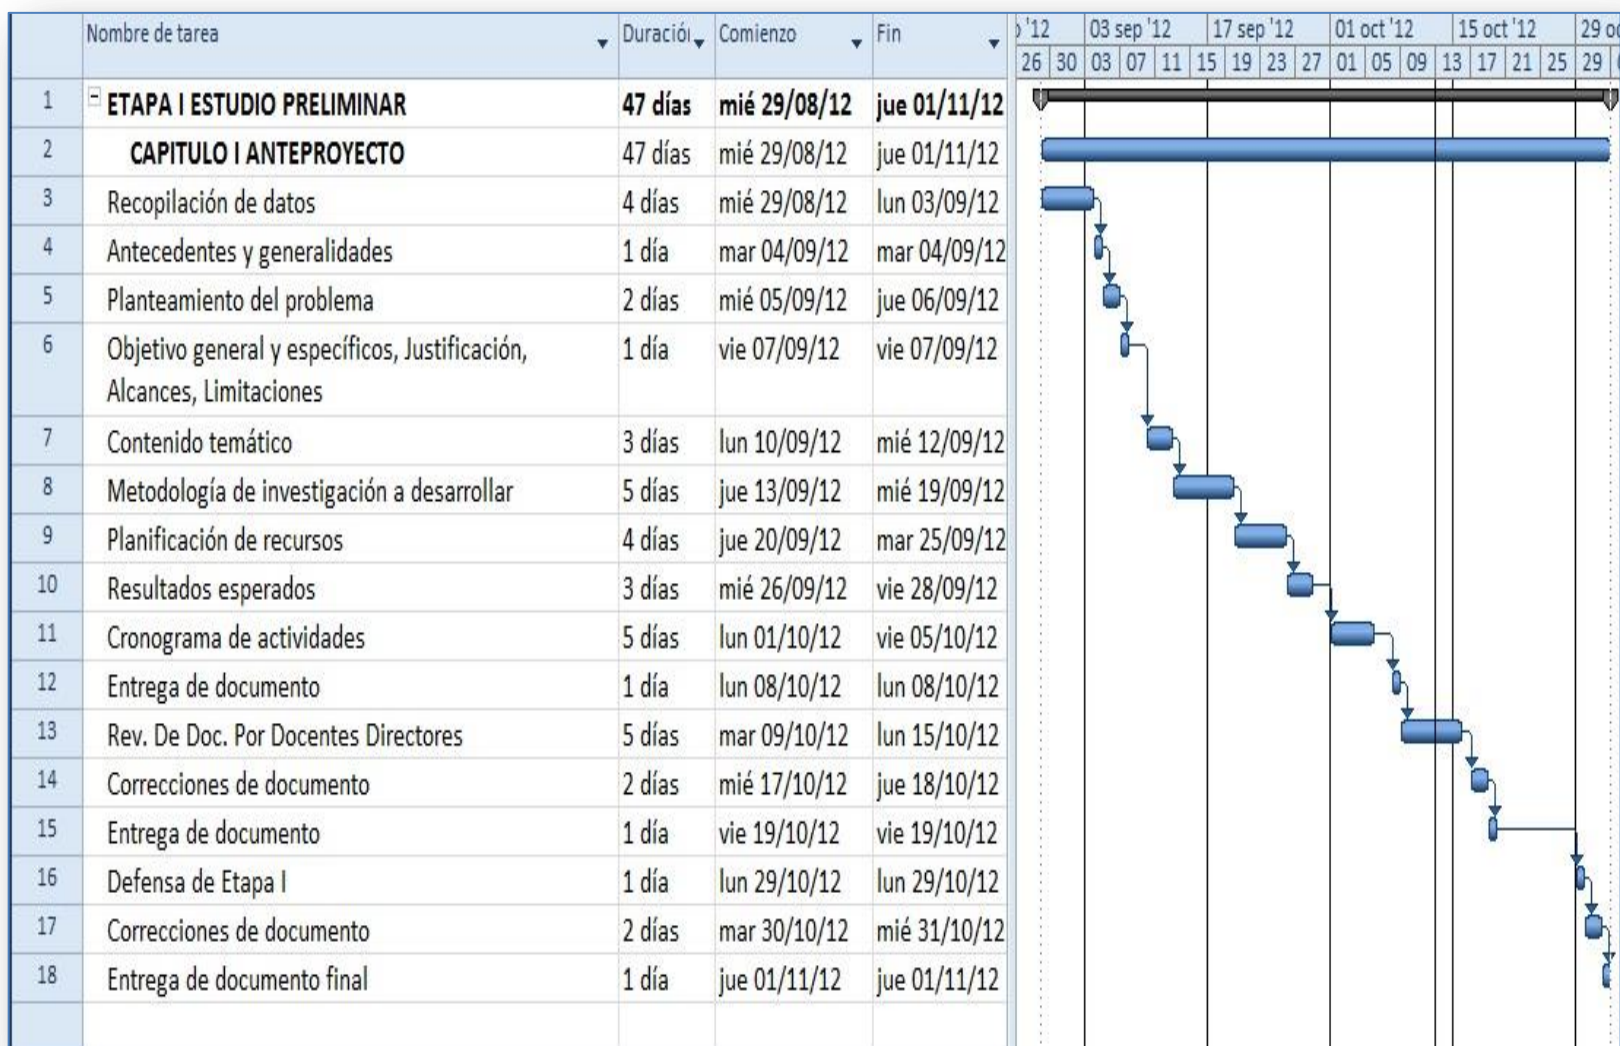 Nombre de tarea Duració Comienzo Fin '12 03 sep '12 17 sep '12 01 oct '12 15 oct '12 29 oc
26 30 03 07 11 15 19 23 27 01 05 09 13 17 21 25 29
1 ETAPA I ESTUDIO PRELIMINAR 47 días mié 29/08/12 jue 01/11/12
2 CAPITULO I ANTEPROYECTO 47 días mié 29/08/12 jue 01/11/12
3 Recopilación de datos 4 días mié 29/08/12 lun 03/09/12
4 Antecedentes y generalidades 1 día mar 04/09/12 mar 04/09/12
5 Planteamiento del problema 2 días mié 05/09/12 jue 06/09/12
6 Objetivo general y específicos, Justificación, 1 día vie 07/09/12 vie 07/09/12
Alcances, Limitaciones
7 Contenido temático 3 días lun 10/09/12 mié 12/09/12
8 Metodología de investigación a desarrollar 5 días jue 13/09/12 mié 19/09/12
9 Planificación de recursos 4 días jue 20/09/12 mar 25/09/12
10 Resultados esperados 3 días mié 26/09/12 vie 28/09/12
11 Cronograma de actividades 5 días lun 01/10/12 vie 05/10/12
12 Entrega de documento 1 día lun 08/10/12 lun 08/10/12
13 Rev. De Doc. Por Docentes Directores 5 días mar 09/10/12 lun 15/10/12
14 Correcciones de documento 2 días mié 17/10/12 jue 18/10/12
15 Entrega de documento 1 día vie 19/10/12 vie 19/10/12
16 Defensa de Etapa I 1 día lun 29/10/12 lun 29/10/12
17 Correcciones de documento 2 días mar 30/10/12 mié 31/10/12
18 Entrega de documento final 1 día jue 01/11/12 jue 01/11/12